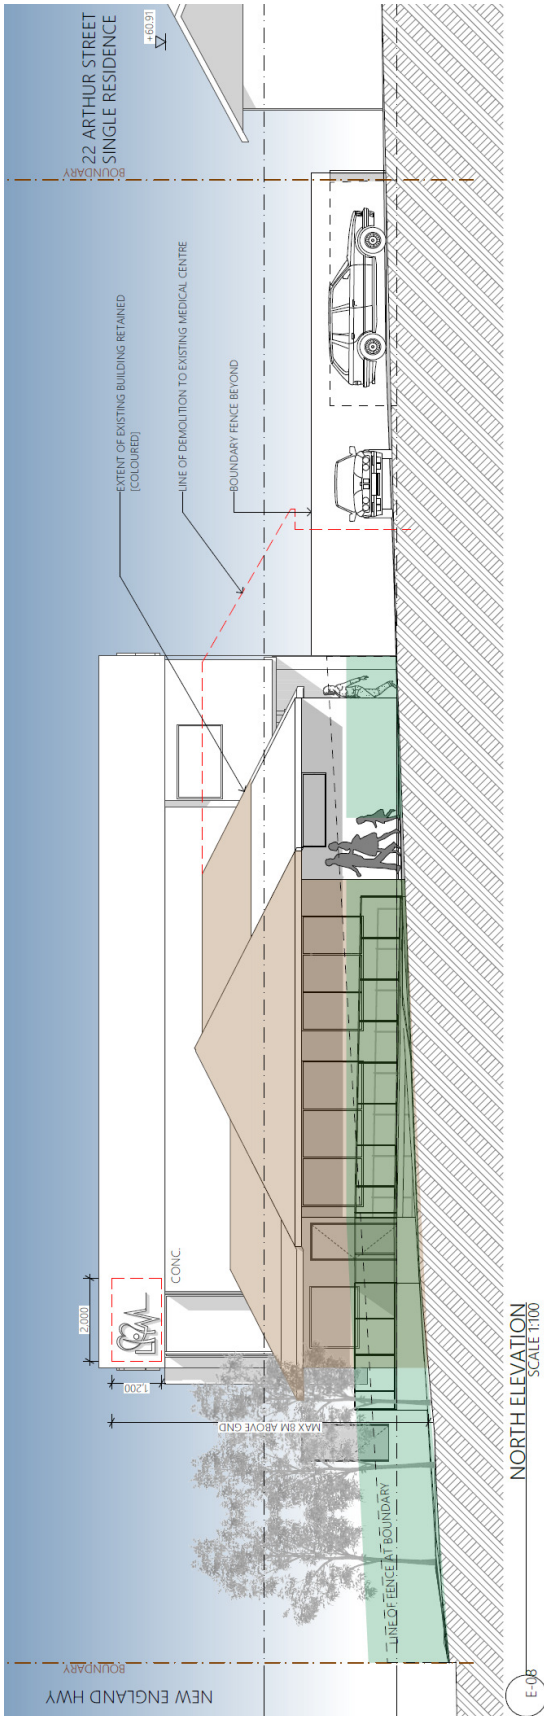 NEW ENGLAND HWY
BOUNDARY
LINE OF FENCE AT BOUNDARY
MAX 8M ABOVE GND
1,200
2,000
CONC.
EXTENT OF EXISTING BUILDING RETAINED
[COLOURED]
LINE OF DEMOLITION TO EXISTING MEDICAL CENTRE
BOUNDARY FENCE BEYOND
BOUNDARY
22 ARTHUR STREET
SINGLE RESIDENCE
+60.91
E-08
NORTH ELEVATION
SCALE 1:100